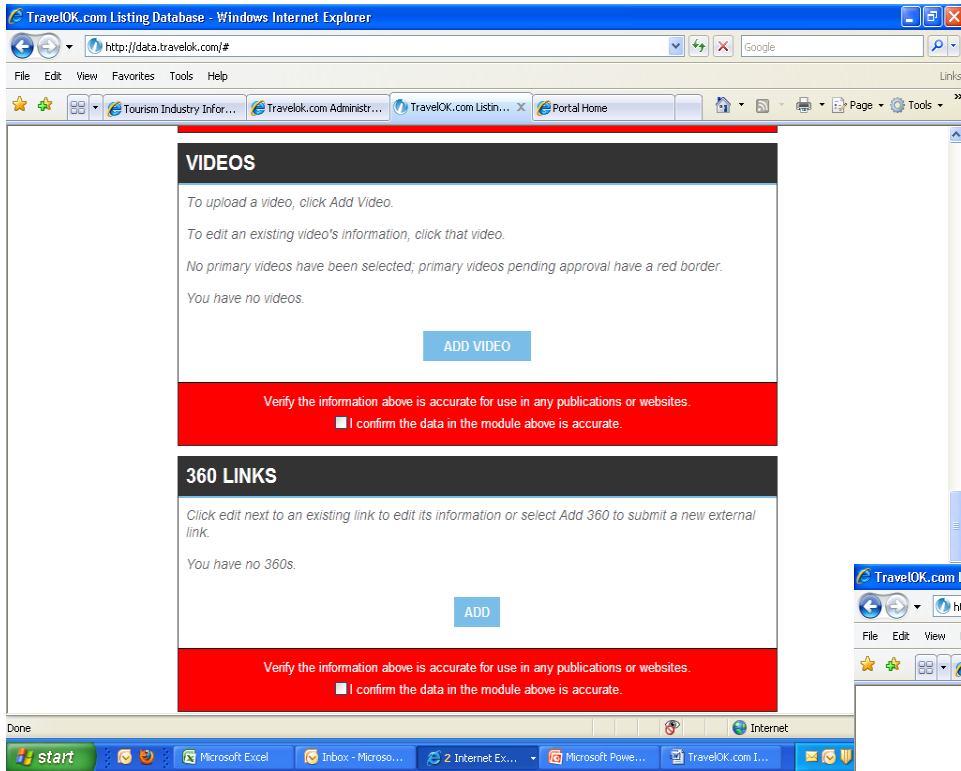 TravelOK.com Listing Database - Windows Internet Explorer
http://data.travelok.com/#
Google
File Edit View Favorites Tools Help
Links
Tourism Industry Infor... Travelok.com Administr... TravelOK.com Listin... X Portal Home
Page Tools »
VIDEOS
To upload a video, click Add Video.
To edit an existing video's information, click that video.
No primary videos have been selected; primary videos pending approval have a red border.
You have no videos.
ADD VIDEO
Verify the information above is accurate for use in any publications or websites.
I confirm the data in the module above is accurate.
360 LINKS
Click edit next to an existing link to edit its information or select Add 360 to submit a new external
link.
You have no 360s.
ADD
Verify the information above is accurate for use in any publications or websites.
I confirm the data in the module above is accurate.
TravelOK.com
File Edit View
Done
Internet
start Microsoft Excel Inbox - Microso... 2 Internet Ex... Microsoft Powe... TravelOK.com I...